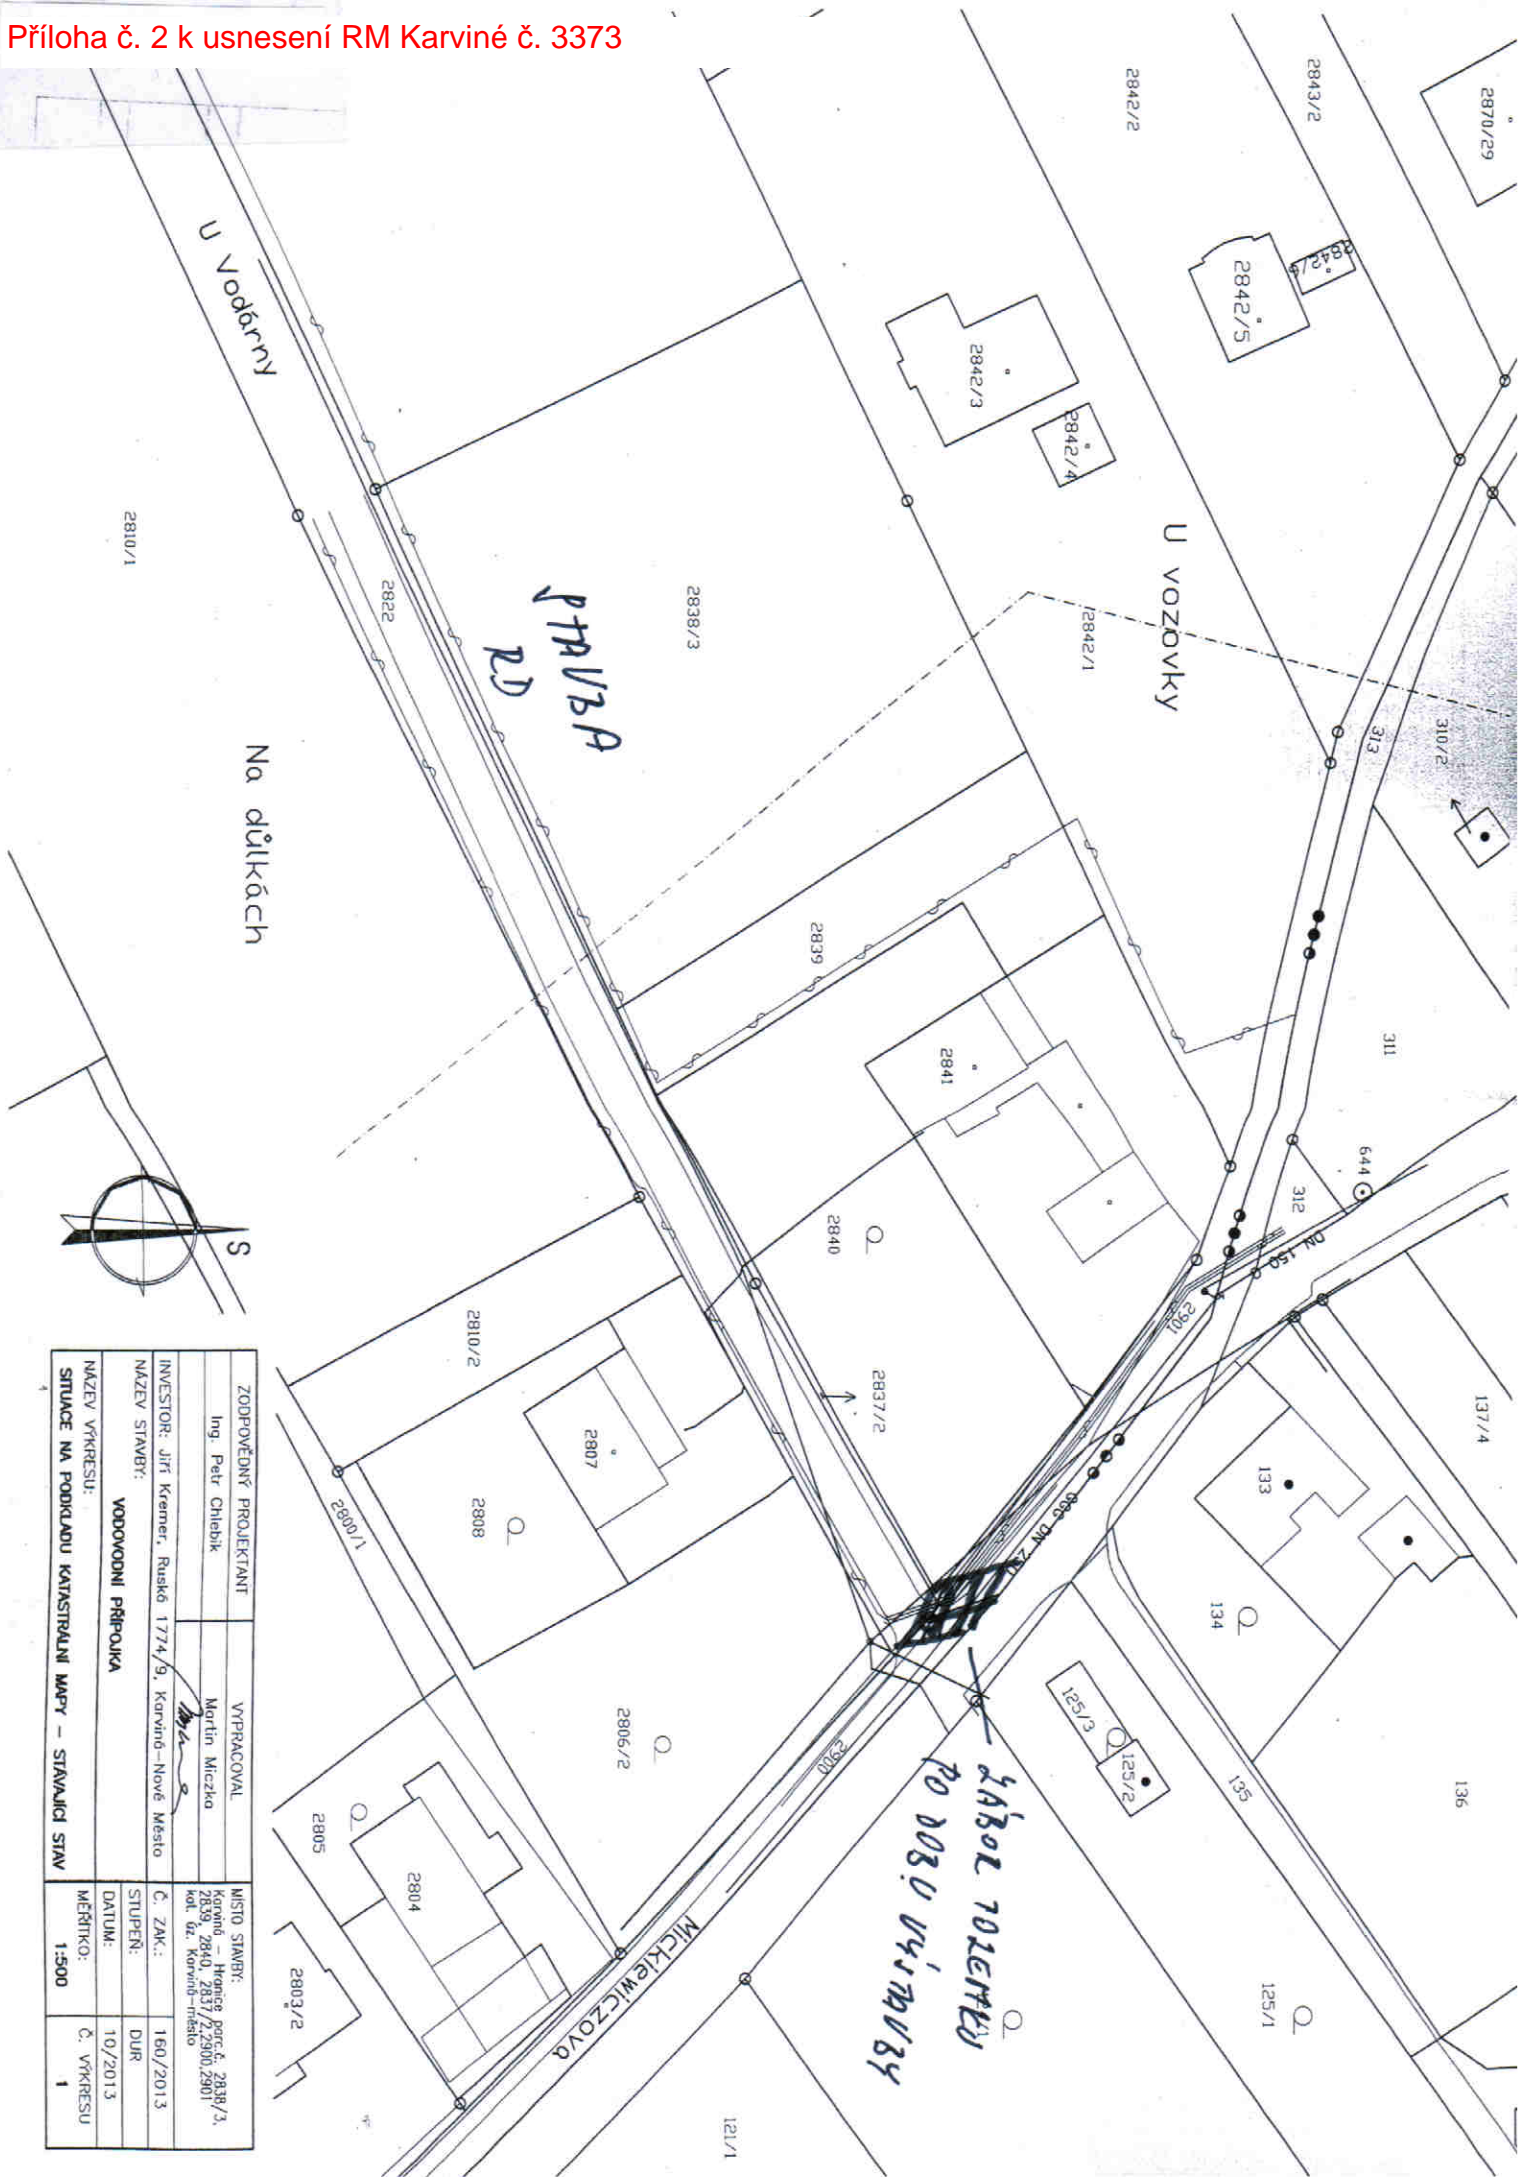 Příloha č. 2 k usnesení RM Karviné č. 3373
2870/29
2843/2
2842/2
2842/6
2842/5
2842/3
2842/4
U vozovky
2842/1
313
310/2
U vodárny
2810/1
2822
2838/3
STAVBA
RD
Na důlkách
2839
2841
311
644
312
DN 150
2901
2840
2837/2
137/4
133
134
2810/2
2807
2808
2800/1
2806/2
2900
125/3
125/2
135
136
ZÁBOR POZEMKU
PO DOBU VÝSTAVBY
2805
2804
2803/2
Mickiewiczova
125/1
121/1
S
ZODPOVĚDNÝ PROJEKTANT
Ing. Petr Chlebik
VYPRACOVAL
Martin Miczka
MÍSTO STAVBY:
Karviná – Hranice parc.č. 2838/3,
2839, 2840, 2837/2,2900,2901
kat. úz. Karviná-město
INVESTOR: Jiří Kremer, Ruská 1774/9, Karviná-Nové Město
Č. ZAK.: 160/2013
NÁZEV STAVBY:
VODOVODNÍ PŘÍPOJKA
STUPEŇ: DUR
DATUM: 10/2013
NÁZEV VÝKRESU:
SITUACE NA PODKLADU KATASTRÁLNÍ MAPY – STÁVAJÍCÍ STAV
MĚŘÍTKO: 1:500
Č. VÝKRESU
1